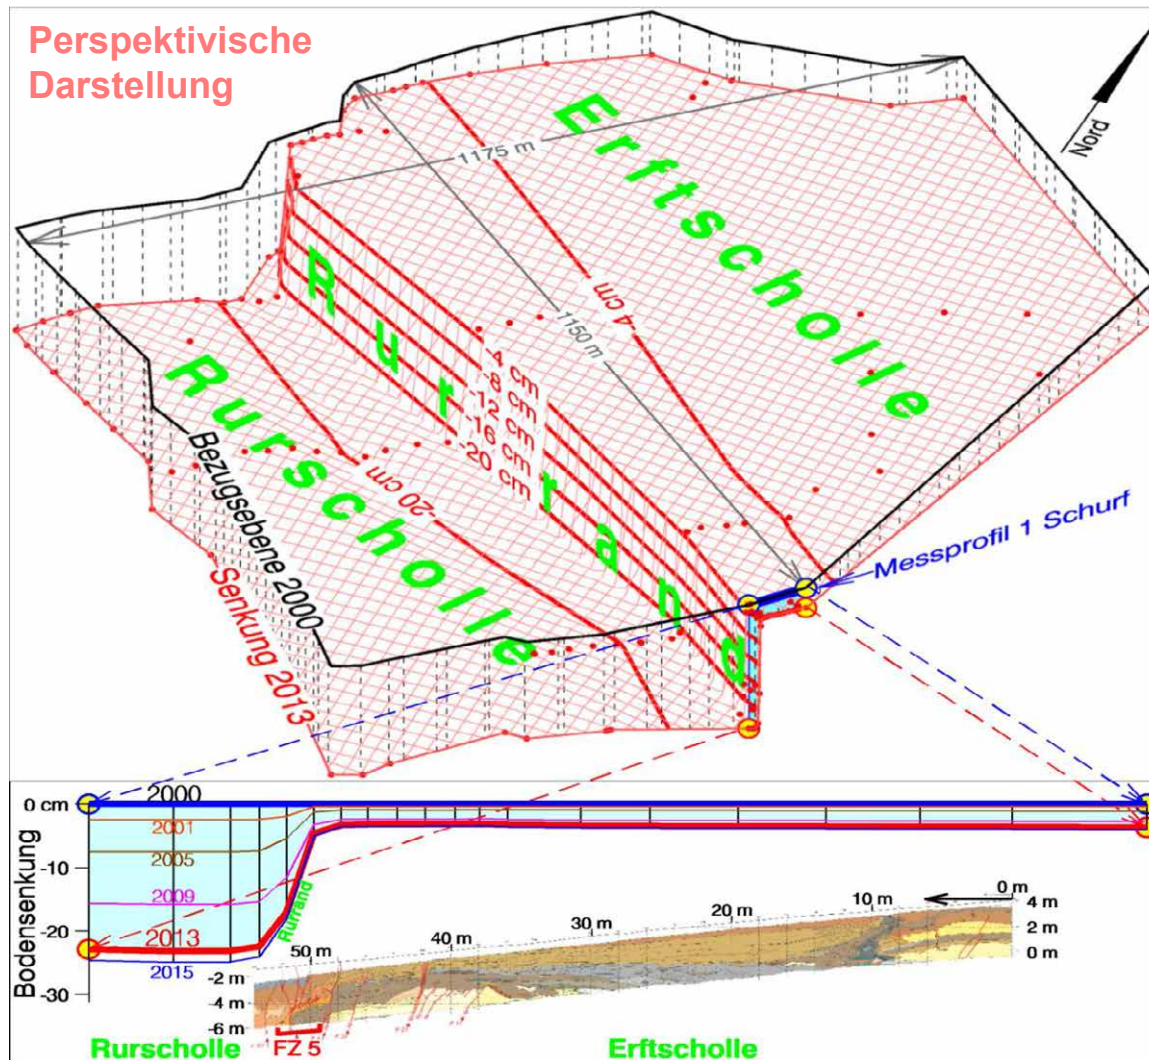 Perspektivische
Darstellung
Nord
1175 m
1150 m
Erftscholle
-4 cm
Rurrand
-4 cm
-8 cm
-12 cm
-16 cm
-20 cm
Rurscholle
-20 cm
Bezugsebene 2000
Senkung 2013
Messprofil 1 Schurf
Bodensenkung
0 cm
-10
-20
-30
2000
2001
2005
2009
2013
2015
Rurrand
0 m
10 m
20 m
30 m
40 m
50 m
4 m
2 m
0 m
-2 m
-4 m
-6 m
FZ 5
Rurscholle
Erftscholle